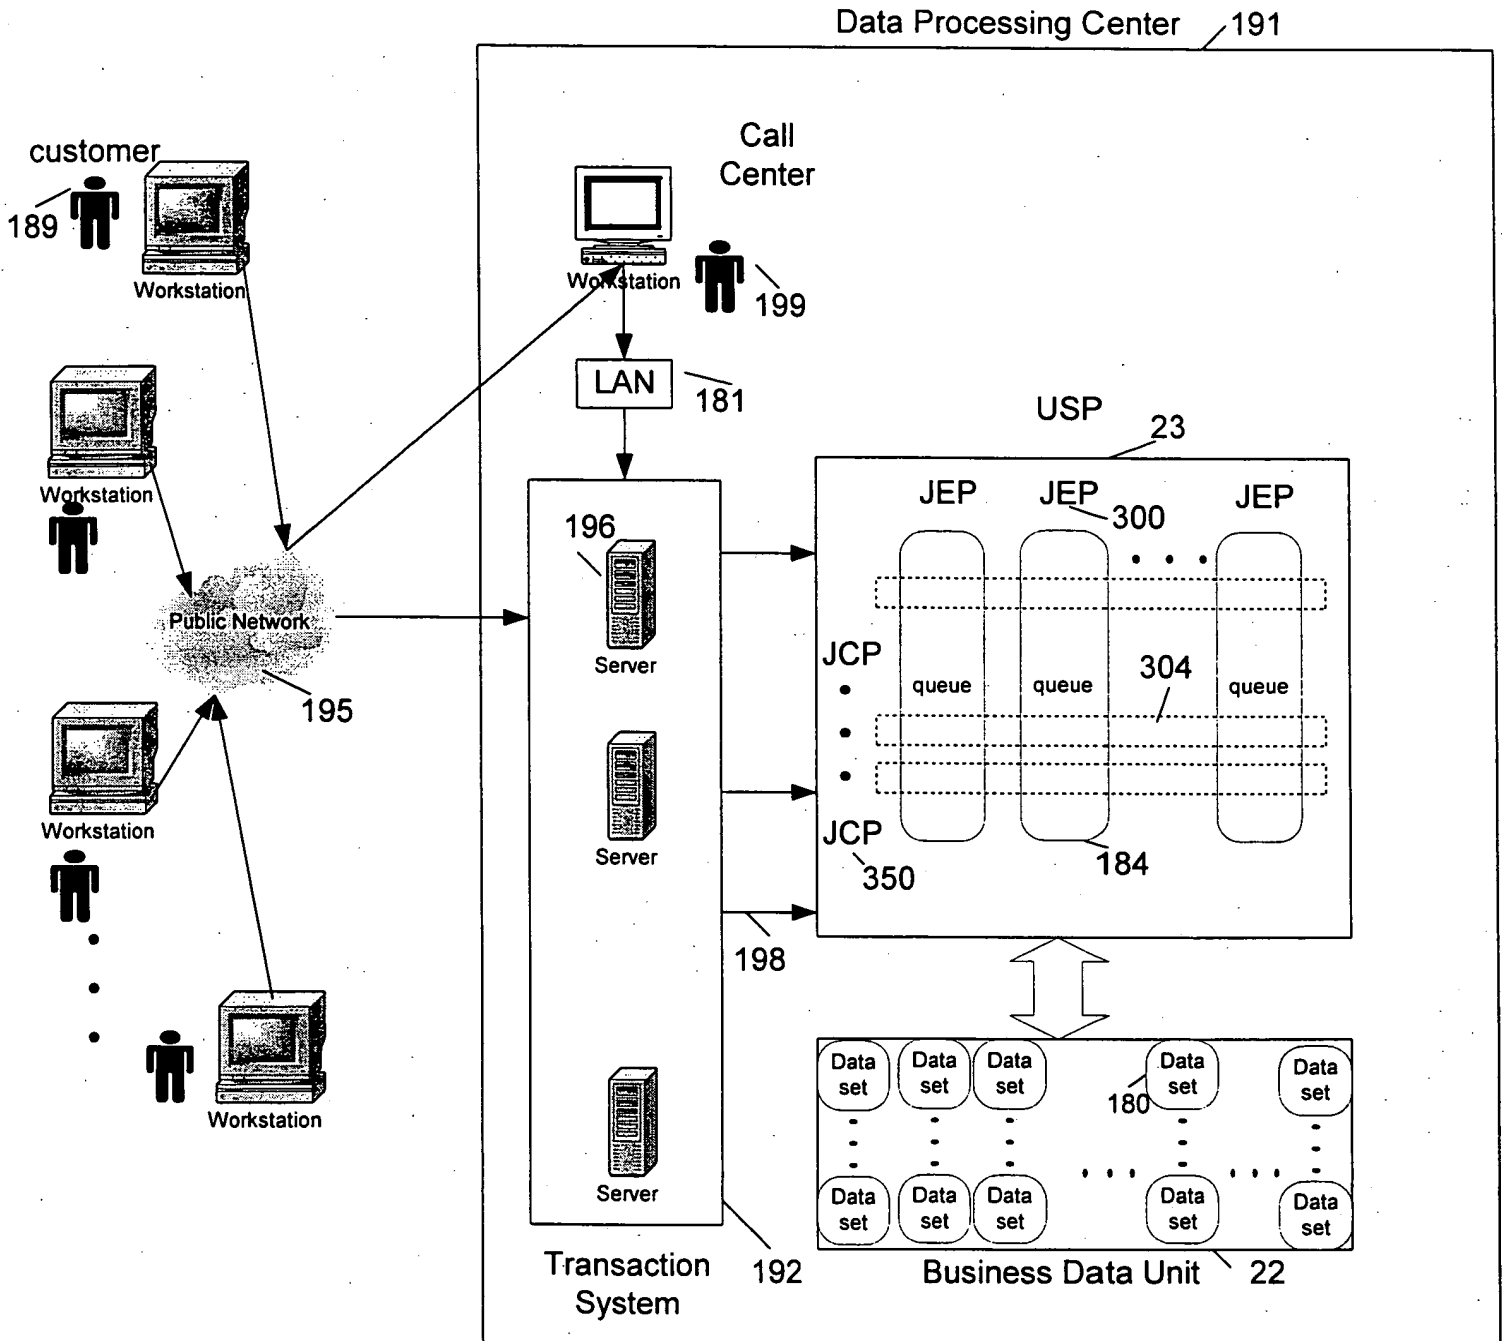 Data Processing Center 191
customer
189
Workstation
Call
Center
Workstation
199
LAN
181
USP
23
Workstation
JEP
JEP
300
JEP
196
Server
Public Network
195
JCP
queue
queue
304
queue
Workstation
Server
JCP
350
184
198
Workstation
Data
set
Data
set
Data
set
180
Data
set
Data
set
Server
Data
set
Data
set
Data
set
Data
set
Data
set
Transaction
System
192
Business Data Unit 22